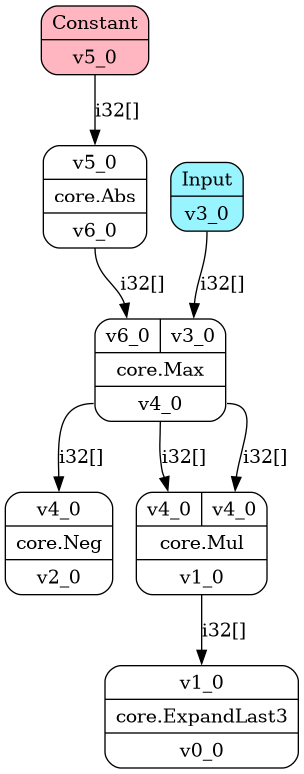 Constant
v5_0
i32[]
v5_0
core.Abs
v6_0
Input
v3_0
i32[]
i32[]
v6_0 v3_0
core.Max
v4_0
i32[]
i32[]
i32[]
v4_0
core.Neg
v2_0
v4_0 v4_0
core.Mul
v1_0
i32[]
v1_0
core.ExpandLast3
v0_0